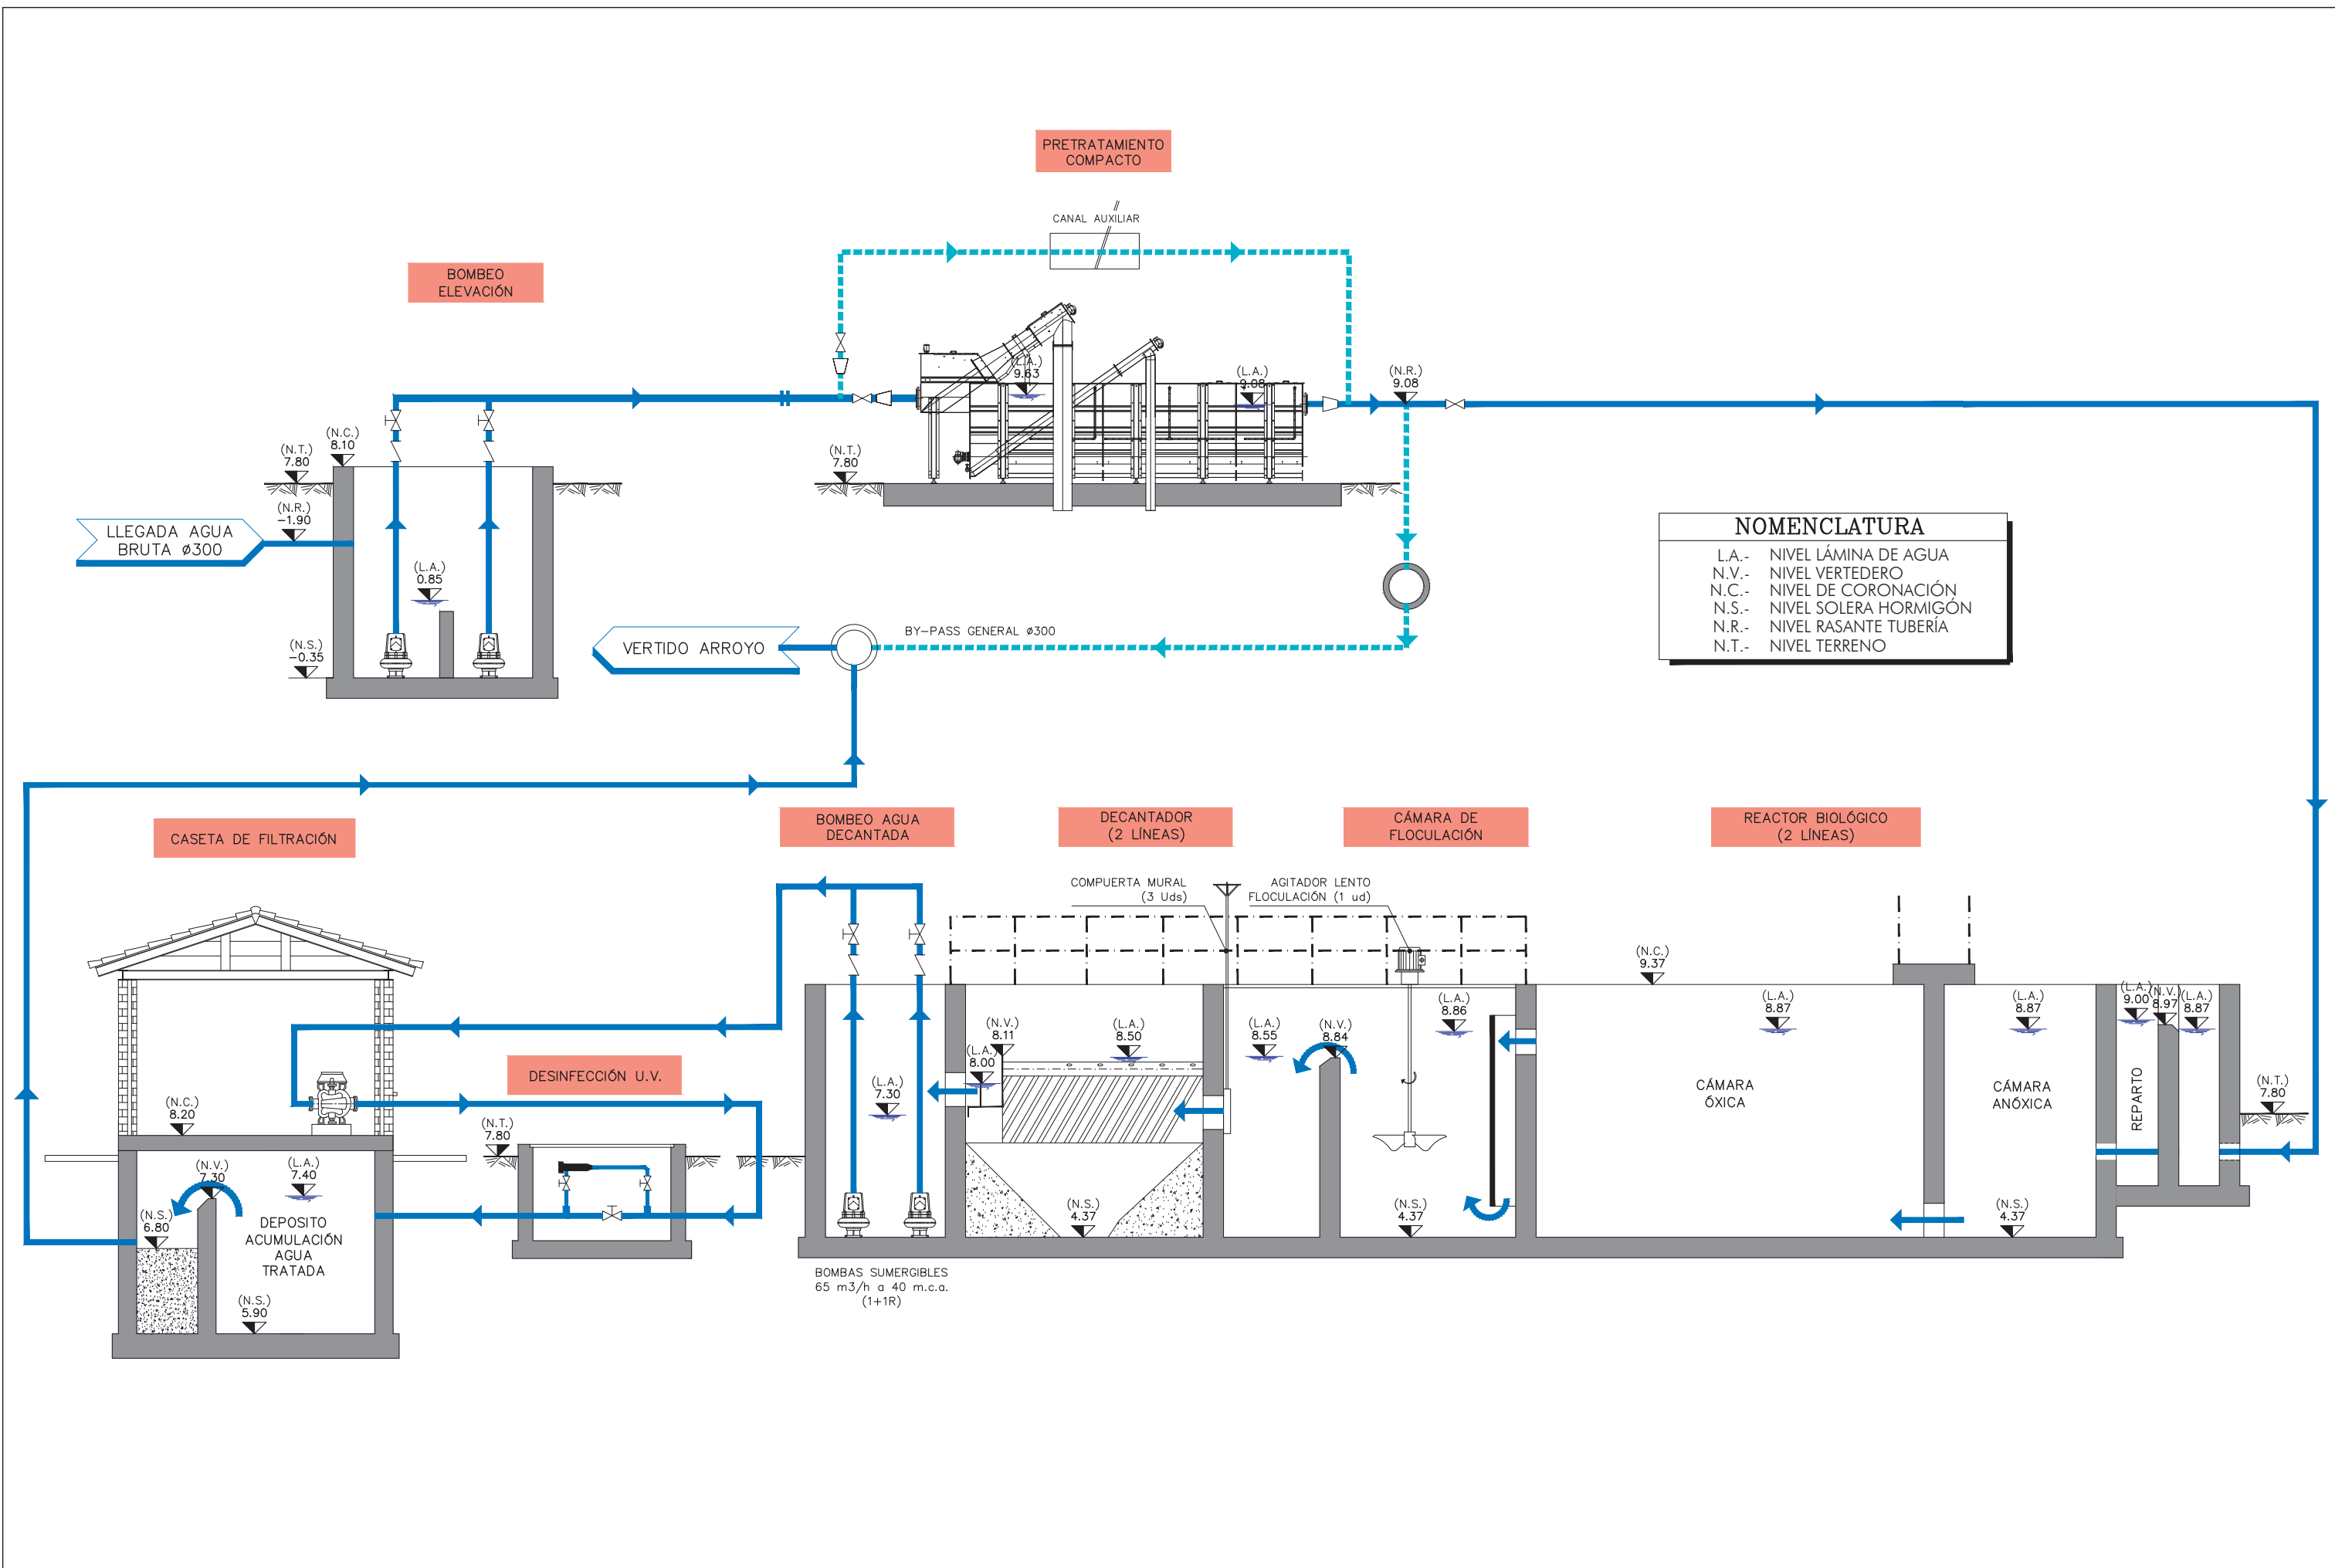 PRETRATAMIENTO
COMPACTO
CANAL AUXILIAR
BOMBEO
ELEVACIÓN
(L.A.)
9.63
(L.A.)
9.08
(N.R.)
9.08
(N.C.)
8.10
(N.T.)
7.80
(N.T.)
7.80
(N.R.)
-1.90
LLEGADA AGUA
BRUTA ø300
(L.A.)
0.85
(N.S.)
-0.35
NOMENCLATURA
L.A.- NIVEL LÁMINA DE AGUA
N.V.- NIVEL VERTEDERO
N.C.- NIVEL DE CORONACIÓN
N.S.- NIVEL SOLERA HORMIGÓN
N.R.- NIVEL RASANTE TUBERÍA
N.T.- NIVEL TERRENO
BY-PASS GENERAL ø300
VERTIDO ARROYO
CASETA DE FILTRACIÓN
BOMBEO AGUA
DECANTADA
DECANTADOR
(2 LÍNEAS)
CÁMARA DE
FLOCULACIÓN
REACTOR BIOLÓGICO
(2 LÍNEAS)
COMPUERTA MURAL
(3 Uds)
AGITADOR LENTO
FLOCULACIÓN (1 ud)
(N.C.)
9.37
(L.A.)
8.86
(L.A.)
8.87
(L.A.)
8.87
(L.A.)
9.00
(N.V.)
8.97
(L.A.)
8.87
(N.V.)
8.11
(L.A.)
8.50
(L.A.)
8.55
(N.V.)
8.84
(L.A.)
8.00
(L.A.)
7.30
DESINFECCIÓN U.V.
CÁMARA
ÓXICA
CÁMARA
ANÓXICA
REPARTO
(N.T.)
7.80
(N.C.)
8.20
(N.T.)
7.80
(N.V.)
7.30
(L.A.)
7.40
(N.S.)
6.80
DEPOSITO
ACUMULACIÓN
AGUA
TRATADA
(N.S.)
5.90
(N.S.)
4.37
(N.S.)
4.37
(N.S.)
4.37
BOMBAS SUMERGIBLES
65 m3/h a 40 m.c.a.
(1+1R)